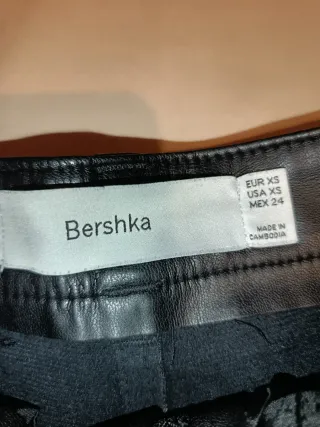 Bershka
EUR XS
USA XS
MEX 24
MADE IN
CAMBODIA